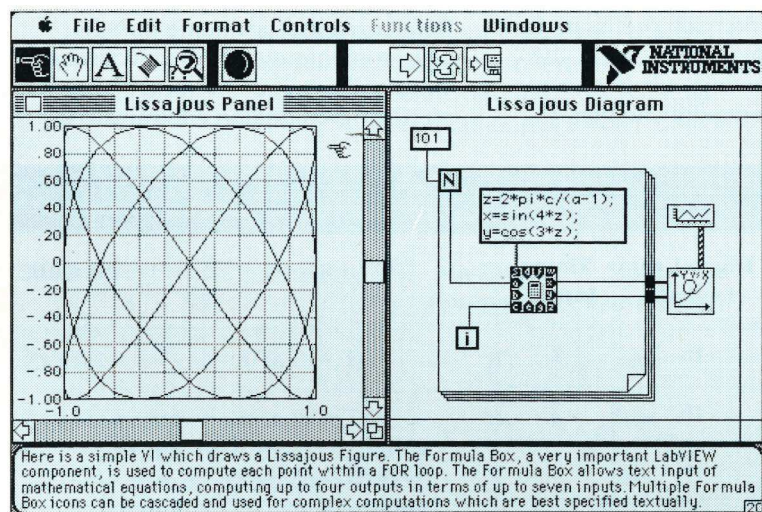 File Edit Format Controls Functions Windows
A
NATIONAL
INSTRUMENTS
Lissajous Panel
1.00
.80
.60
.40
.20
0
-.20
-.40
-.60
-.80
-1.00
-1.0 1.0
Lissajous Diagram
101
N
z=2*pi*c/(a-1);
x=sin(4*z);
y=cos(3*z);
i
Here is a simple VI which draws a Lissajous Figure. The Formula Box, a very important LabVIEW
component, is used to compute each point within a FOR loop. The Formula Box allows text input of
mathematical equations, computing up to four outputs in terms of up to seven inputs. Multiple Formula
Box icons can be cascaded and used for complex computations which are best specified textually.